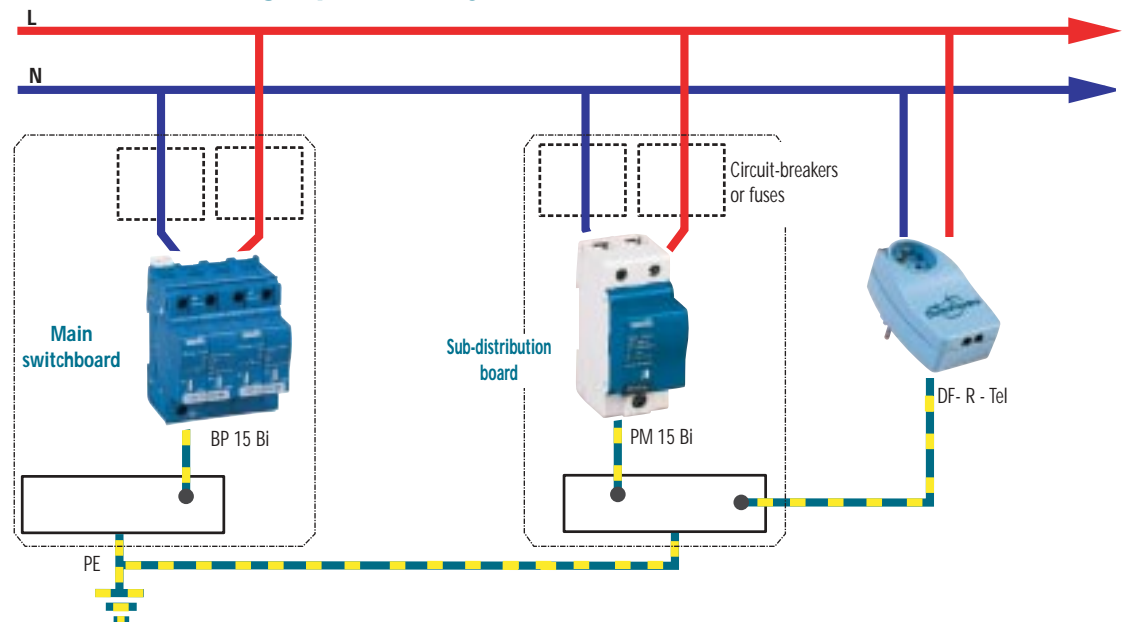 L
N
Circuit-breakers
or fuses
Main
switchboard
Sub-distribution
board
BP 15 Bi
PM 15 Bi
DF- R - Tel
PE